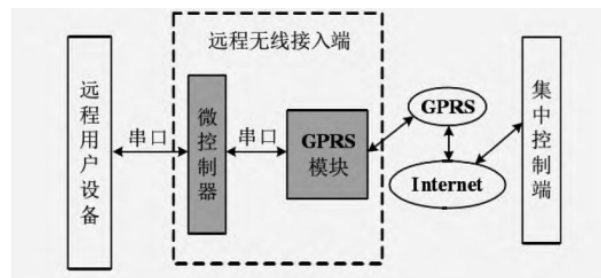 远程无线接入端
远程用户设备
串口
微控制器
串口
GPRS
模块
GPRS
Internet
集中控制端